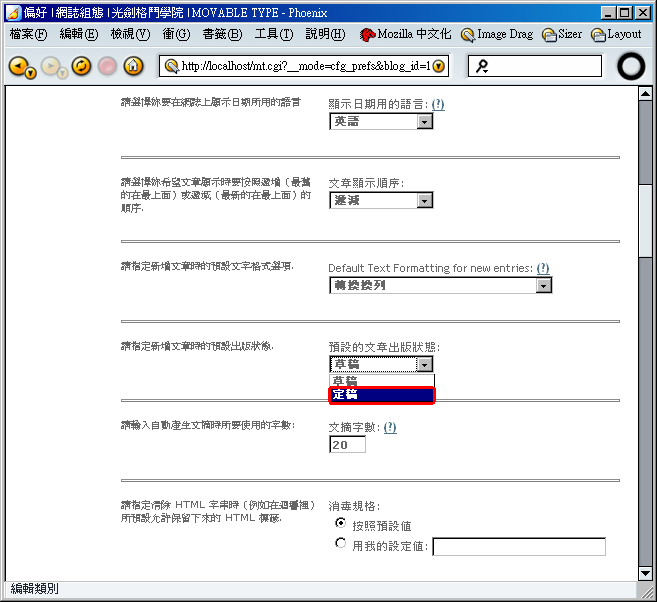 偏好 | 網誌組態 | 光劍格鬥學院 | MOVABLE TYPE - Phoenix
檔案(F) 編輯(E) 檢視(V) 衝(G) 書籤(B) 工具(T) 說明(H) Mozilla 中文化 Image Drag Sizer Layout
http://localhost/mt.cgi?__mode=cfg_prefs&blog_id=1
請選擇妳要在網誌上顯示日期所用的語言
顯示日期用的語言: (?)
英語
請選擇妳希望文章顯示時要按照遞增（最舊
的在最上面）或遞減（最新的在最上面）的
順序.
文章顯示順序:
遞減
請指定新增文章時的預設文字格式選項.
Default Text Formatting for new entries: (?)
轉換換列
請指定新增文章時的預設出版狀態.
預設的文章出版狀態:
草稿
草稿
定稿
請輸入自動產生文摘時所要使用的字數:
文摘字數: (?)
20
請指定清除 HTML 字串時（例如在迴響裡）
所預設允許保留下來的 HTML 標籤.
消毒規格:
按照預設值
用我的設定值:
編輯類別